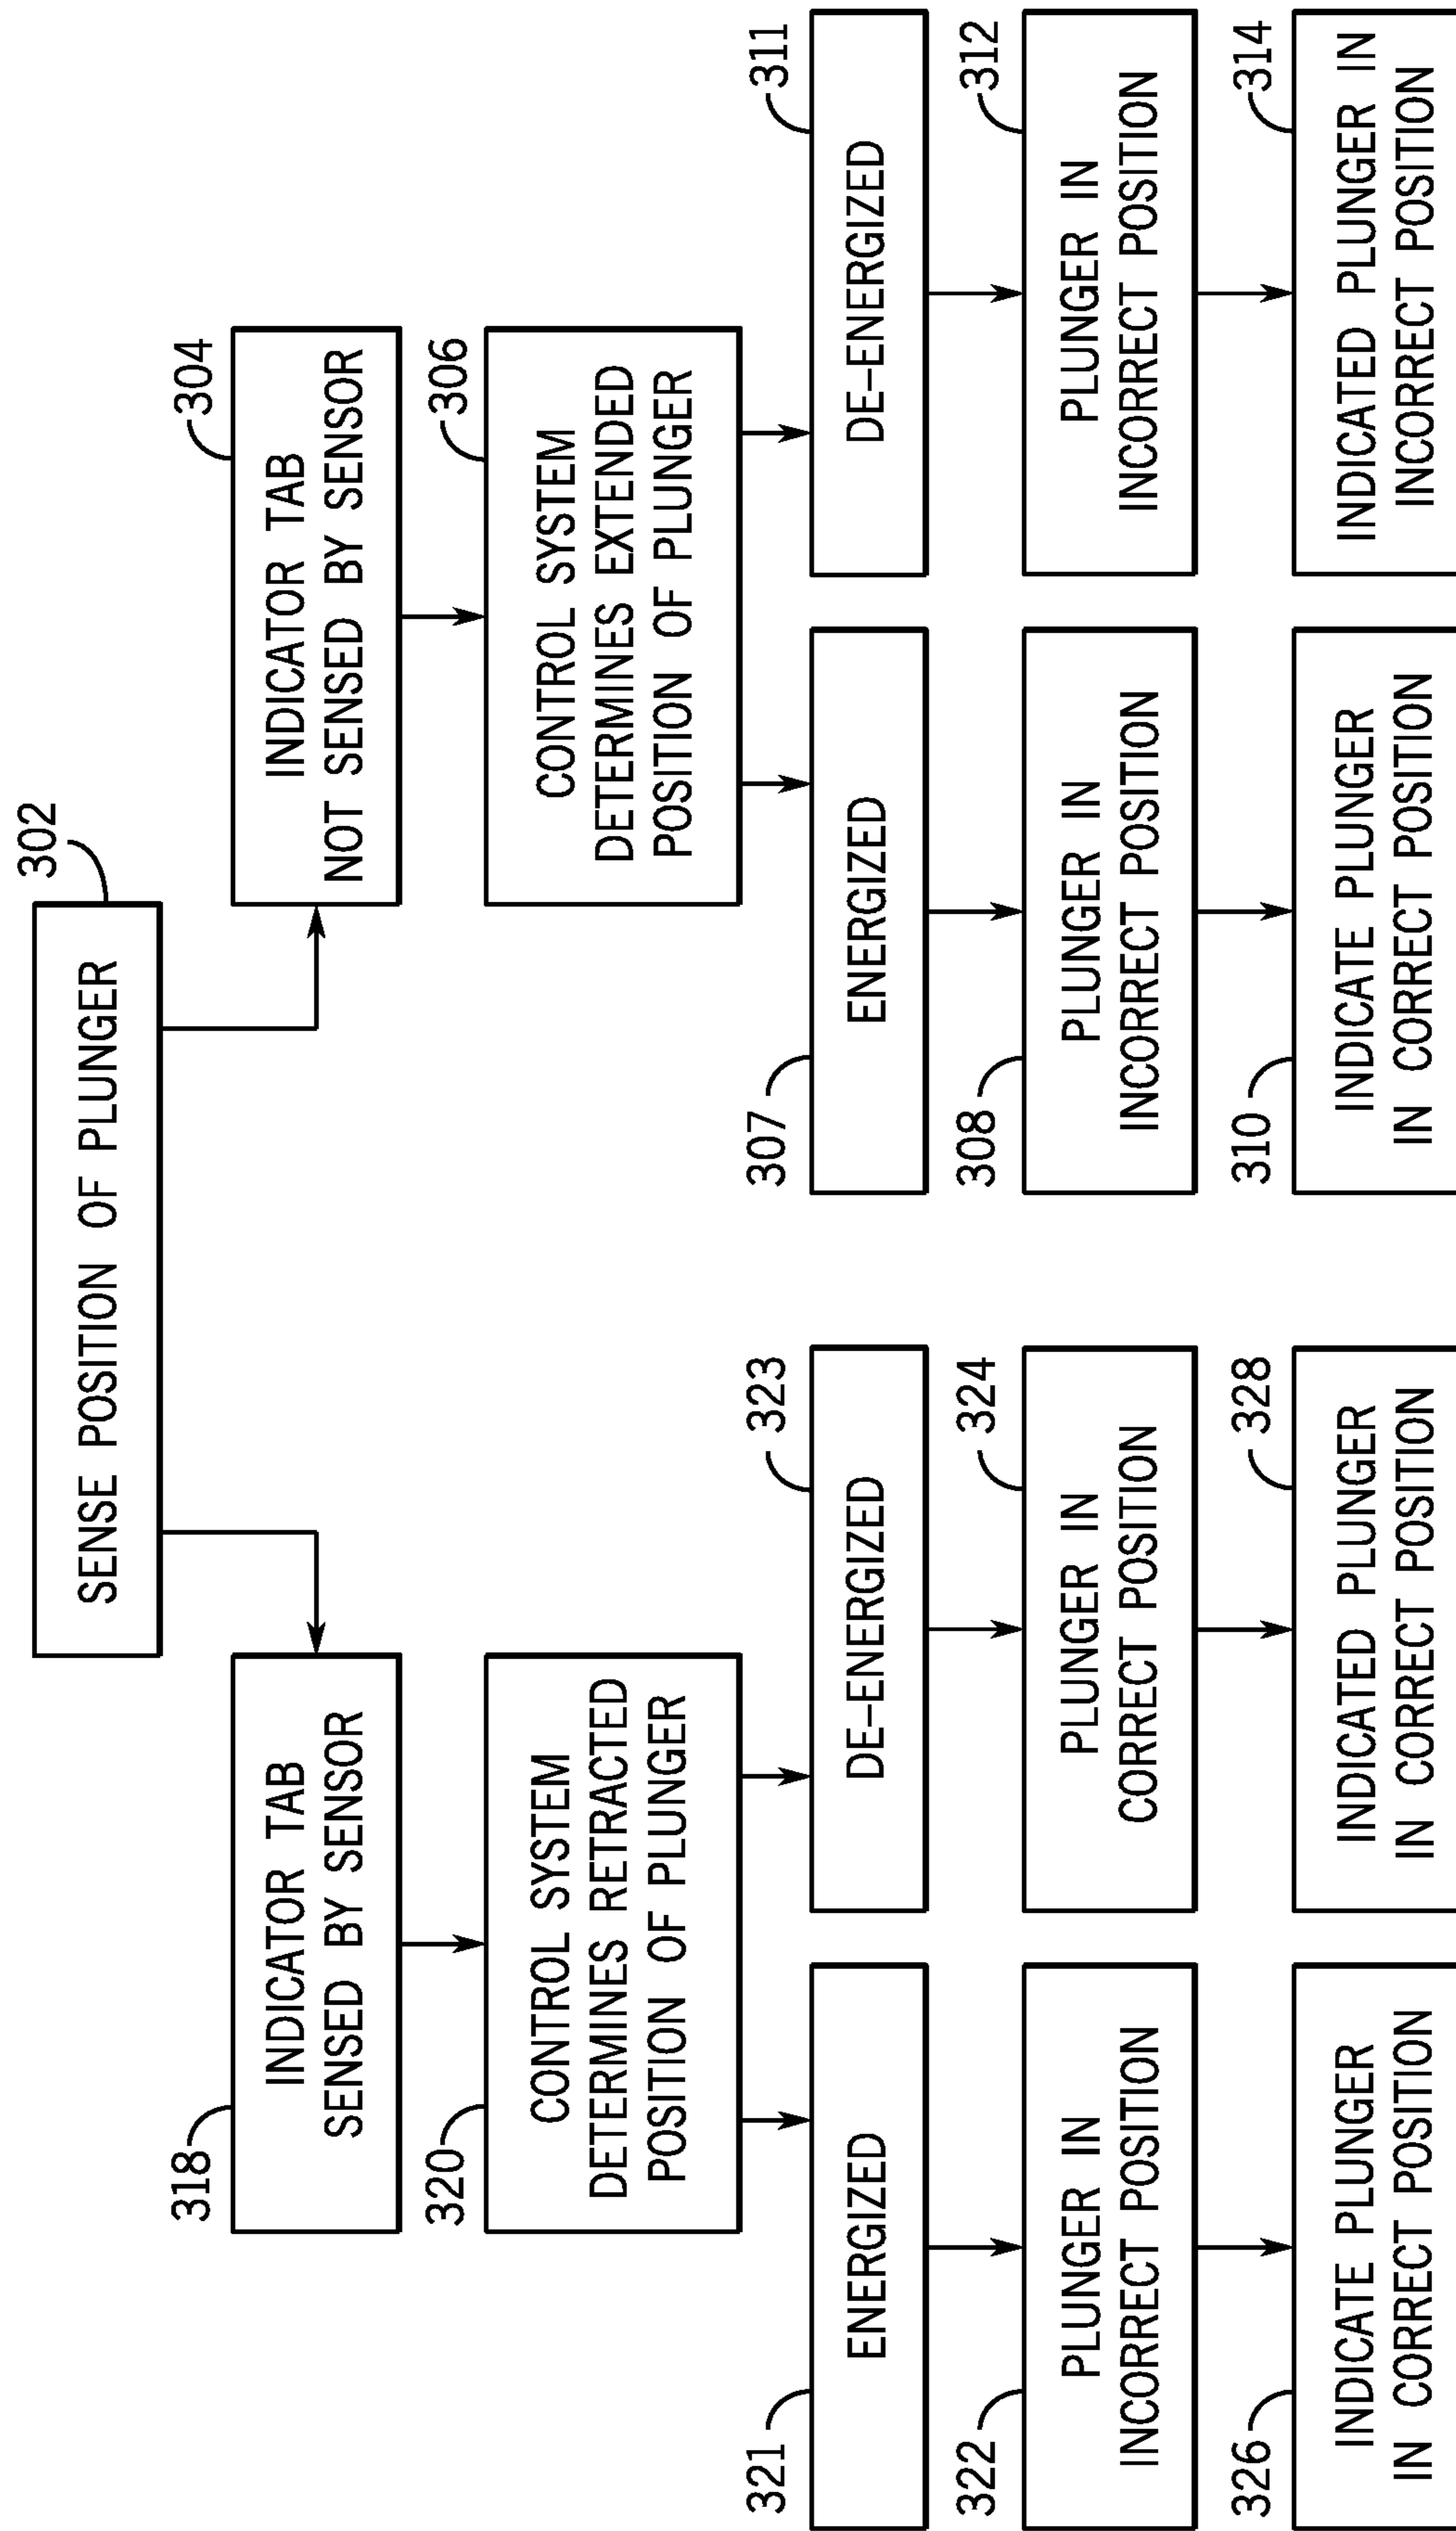 302
SENSE POSITION OF PLUNGER
318
INDICATOR TAB
SENSED BY SENSOR
304
INDICATOR TAB
NOT SENSED BY SENSOR
320
CONTROL SYSTEM
DETERMINES RETRACTED
POSITION OF PLUNGER
306
CONTROL SYSTEM
DETERMINES EXTENDED
POSITION OF PLUNGER
321
ENERGIZED
323
DE-ENERGIZED
307
ENERGIZED
311
DE-ENERGIZED
322
PLUNGER IN
INCORRECT POSITION
324
PLUNGER IN
CORRECT POSITION
308
PLUNGER IN
INCORRECT POSITION
312
PLUNGER IN
INCORRECT POSITION
326
INDICATE PLUNGER
IN CORRECT POSITION
328
INDICATED PLUNGER
IN CORRECT POSITION
310
INDICATE PLUNGER
IN CORRECT POSITION
314
INDICATED PLUNGER IN
INCORRECT POSITION